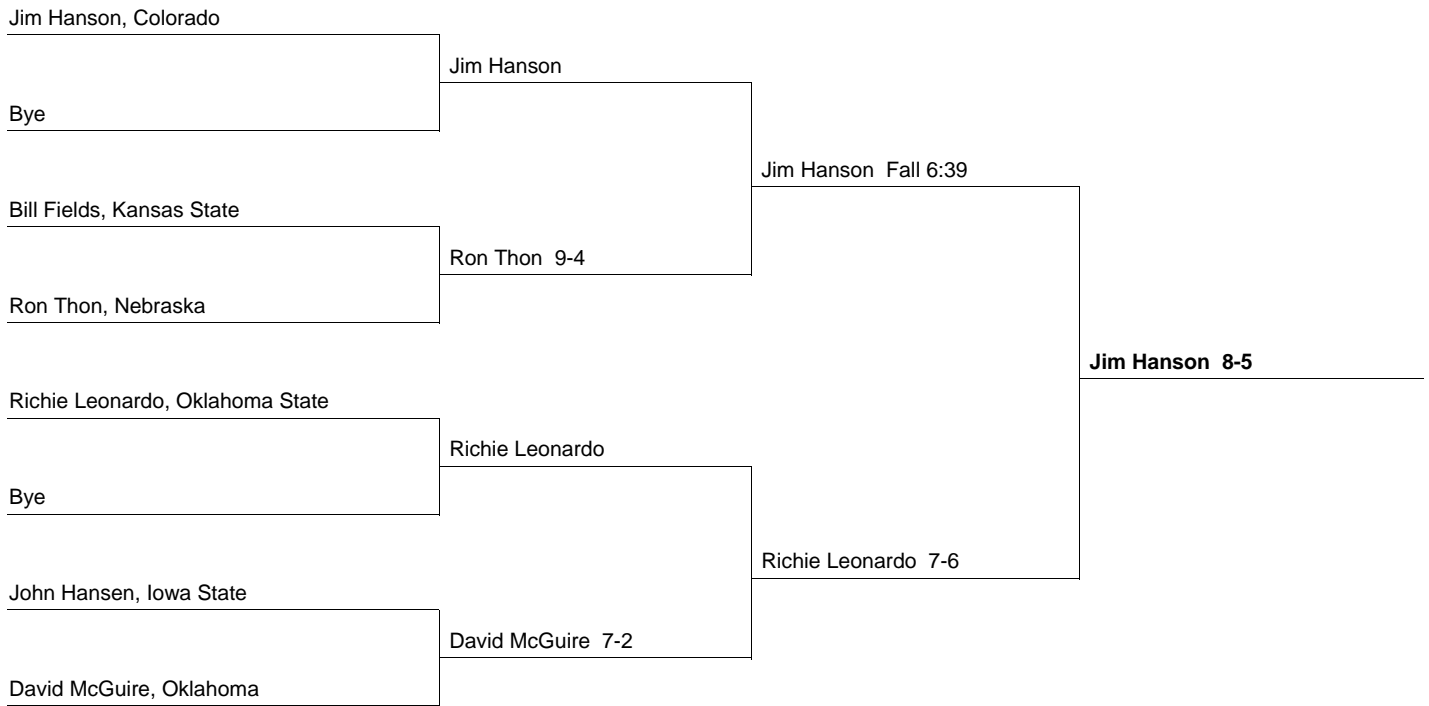 Jim Hanson, Colorado
Jim Hanson
Bye
Jim Hanson  Fall 6:39
Bill Fields, Kansas State
Ron Thon  9-4
Ron Thon, Nebraska
Jim Hanson  8-5
Richie Leonardo, Oklahoma State
Richie Leonardo
Bye
Richie Leonardo  7-6
John Hansen, Iowa State
David McGuire  7-2
David McGuire, Oklahoma